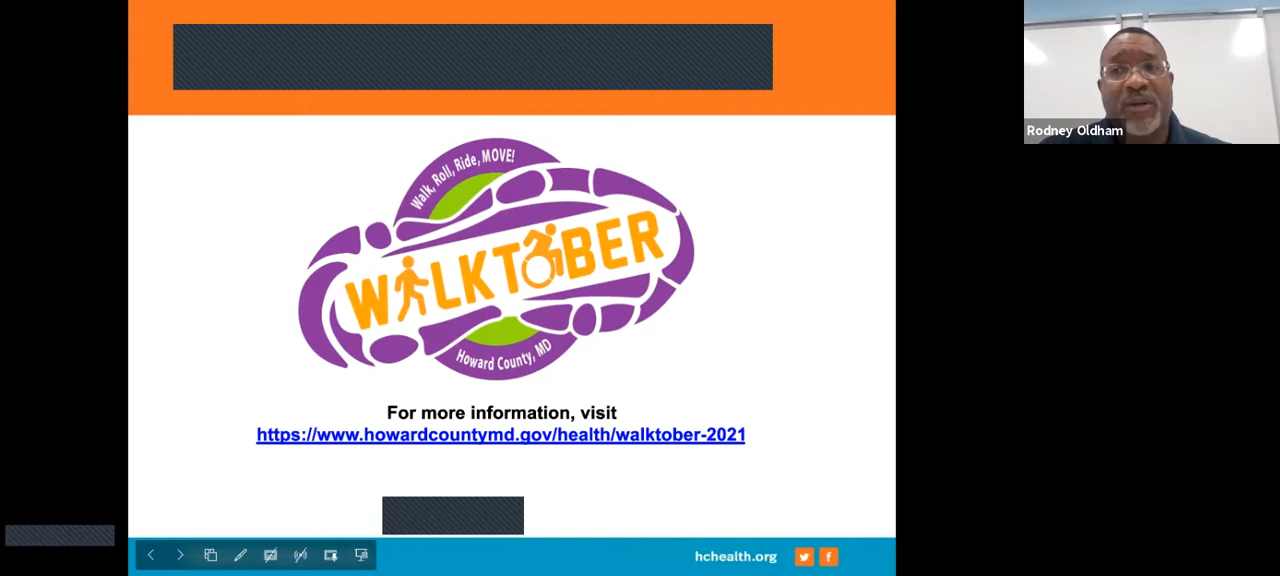 Rodney Oldham
Walk, Roll, Ride, MOVE!
WALKTOBER
Howard County, MD
For more information, visit
https://www.howardcountymd.gov/health/walktober-2021
hchealth.org